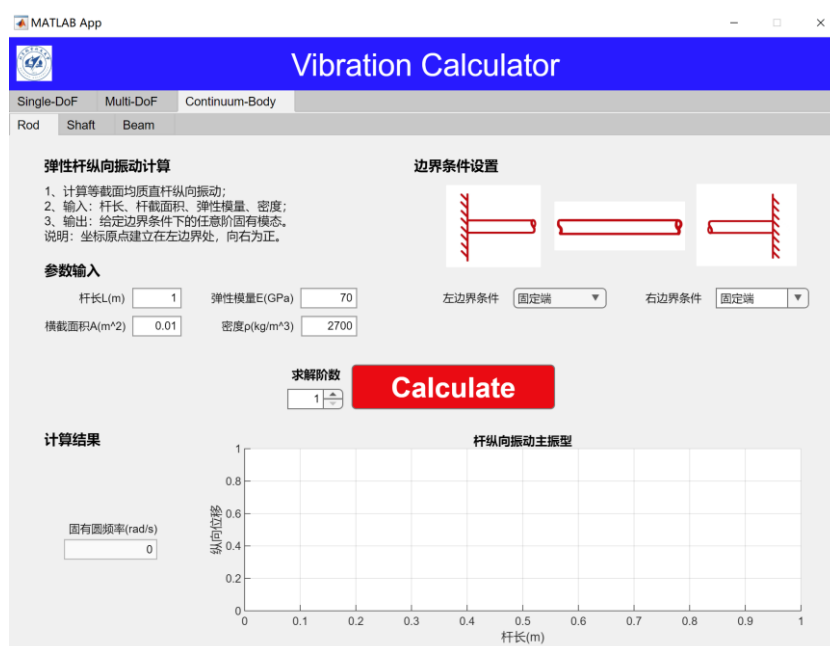 MATLAB App
Vibration Calculator
Single-DoF Multi-DoF Continuum-Body
Rod Shaft Beam
弹性杆纵向振动计算
1、计算等截面均质直杆纵向振动;
2、输入：杆长、杆截面积、弹性模量、密度;
3、输出：给定边界条件下的任意阶固有模态。
说明：坐标原点建立在左边界处，向右为正。
边界条件设置
参数输入
杆长L(m) 1 弹性模量E(GPa) 70
横截面积A(m^2) 0.01 密度ρ(kg/m^3) 2700
左边界条件 固定端 右边界条件 固定端
求解阶数
1
Calculate
计算结果
固有圆频率(rad/s)
0
杆纵向振动主振型
纵向位移
1
0.8
0.6
0.4
0.2
0
0 0.1 0.2 0.3 0.4 0.5 0.6 0.7 0.8 0.9 1
杆长(m)